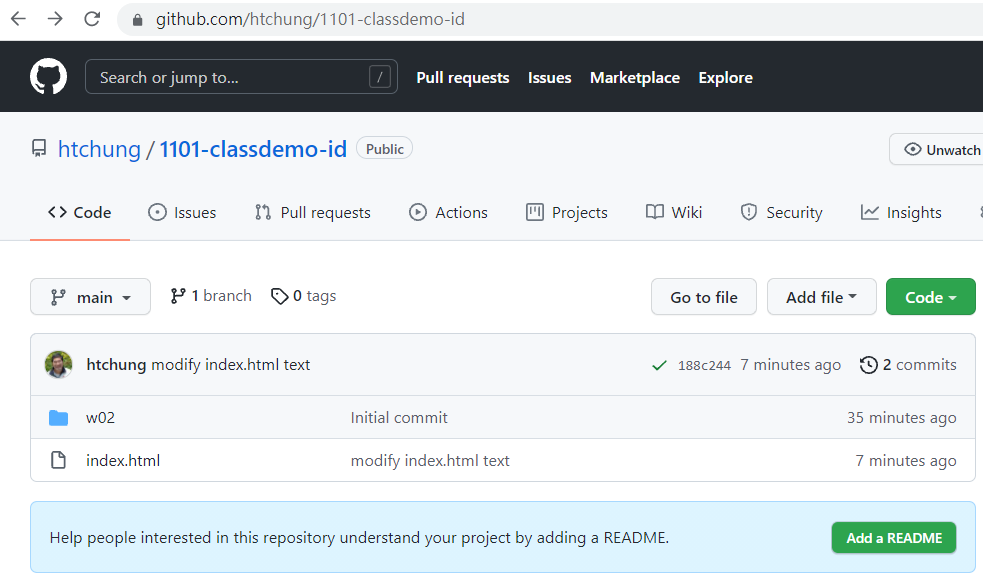 github.com/htchung/1101-classdemo-id
Search or jump to... / Pull requests Issues Marketplace Explore
htchung / 1101-classdemo-id Public Unwatch
Code Issues Pull requests Actions Projects Wiki Security Insights
main 1 branch 0 tags Go to file Add file Code
htchung modify index.html text 188c244 7 minutes ago 2 commits
w02 Initial commit 35 minutes ago
index.html modify index.html text 7 minutes ago
Help people interested in this repository understand your project by adding a README. Add a README